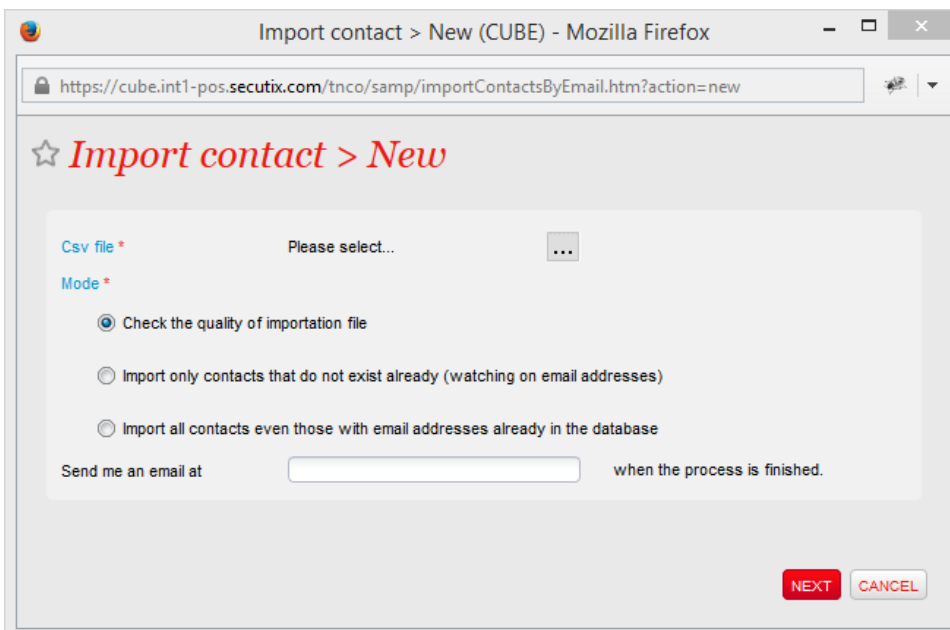 Import contact > New (CUBE) - Mozilla Firefox
https://cube.int1-pos.secutix.com/tnco/samp/importContactsByEmail.htm?action=new
Import contact > New
Csv file * Please select... ...
Mode *
Check the quality of importation file
Import only contacts that do not exist already (watching on email addresses)
Import all contacts even those with email addresses already in the database
Send me an email at when the process is finished.
NEXT CANCEL